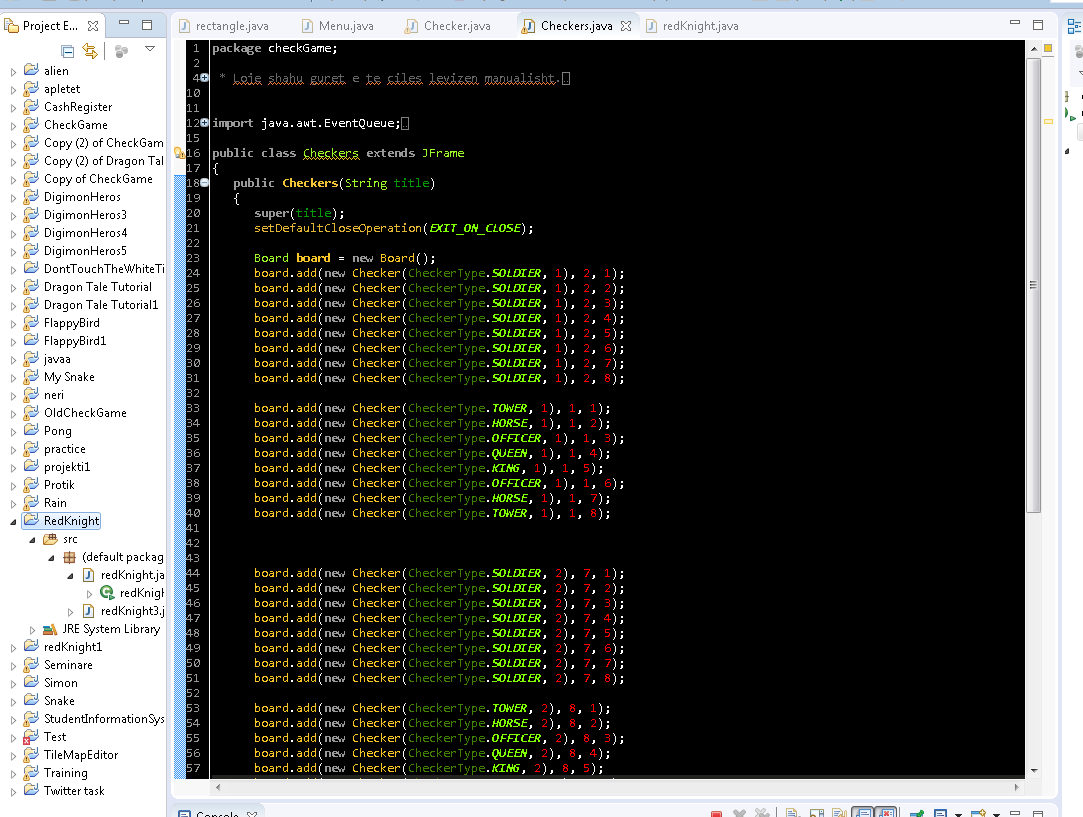 Project E...
rectangle.java
Menu.java
Checker.java
Checkers.java
redKnight.java
alien
apletet
CashRegister
CheckGame
Copy (2) of CheckGam
Copy (2) of Dragon Tal
Copy of CheckGame
DigimonHeros
DigimonHeros3
DigimonHeros4
DigimonHeros5
DontTouchTheWhiteTi
Dragon Tale Tutorial
Dragon Tale Tutorial1
FlappyBird
FlappyBird1
javaa
My Snake
neri
OldCheckGame
Pong
practice
projekti1
Protik
Rain
RedKnight
src
(default packag
redKnight.ja
redKnigh
redKnight3.j
JRE System Library
redKnight1
Seminare
Simon
Snake
StudentInformationSys
Test
TileMapEditor
Training
Twitter task
1 package checkGame;
2
4 * Loje shahu guret e te ciles levizen manualisht.
10
11
12 import java.awt.EventQueue;
15
16 public class Checkers extends JFrame
17 {
18 public Checkers(String title)
19 {
20 super(title);
21 setDefaultCloseOperation(EXIT_ON_CLOSE);
22
23 Board board = new Board();
24 board.add(new Checker(CheckerType.SOLDIER, 1), 2, 1);
25 board.add(new Checker(CheckerType.SOLDIER, 1), 2, 2);
26 board.add(new Checker(CheckerType.SOLDIER, 1), 2, 3);
27 board.add(new Checker(CheckerType.SOLDIER, 1), 2, 4);
28 board.add(new Checker(CheckerType.SOLDIER, 1), 2, 5);
29 board.add(new Checker(CheckerType.SOLDIER, 1), 2, 6);
30 board.add(new Checker(CheckerType.SOLDIER, 1), 2, 7);
31 board.add(new Checker(CheckerType.SOLDIER, 1), 2, 8);
32
33 board.add(new Checker(CheckerType.TOWER, 1), 1, 1);
34 board.add(new Checker(CheckerType.HORSE, 1), 1, 2);
35 board.add(new Checker(CheckerType.OFFICER, 1), 1, 3);
36 board.add(new Checker(CheckerType.QUEEN, 1), 1, 4);
37 board.add(new Checker(CheckerType.KING, 1), 1, 5);
38 board.add(new Checker(CheckerType.OFFICER, 1), 1, 6);
39 board.add(new Checker(CheckerType.HORSE, 1), 1, 7);
40 board.add(new Checker(CheckerType.TOWER, 1), 1, 8);
41
42
43
44 board.add(new Checker(CheckerType.SOLDIER, 2), 7, 1);
45 board.add(new Checker(CheckerType.SOLDIER, 2), 7, 2);
46 board.add(new Checker(CheckerType.SOLDIER, 2), 7, 3);
47 board.add(new Checker(CheckerType.SOLDIER, 2), 7, 4);
48 board.add(new Checker(CheckerType.SOLDIER, 2), 7, 5);
49 board.add(new Checker(CheckerType.SOLDIER, 2), 7, 6);
50 board.add(new Checker(CheckerType.SOLDIER, 2), 7, 7);
51 board.add(new Checker(CheckerType.SOLDIER, 2), 7, 8);
52
53 board.add(new Checker(CheckerType.TOWER, 2), 8, 1);
54 board.add(new Checker(CheckerType.HORSE, 2), 8, 2);
55 board.add(new Checker(CheckerType.OFFICER, 2), 8, 3);
56 board.add(new Checker(CheckerType.QUEEN, 2), 8, 4);
57 board.add(new Checker(CheckerType.KING, 2), 8, 5);
Console